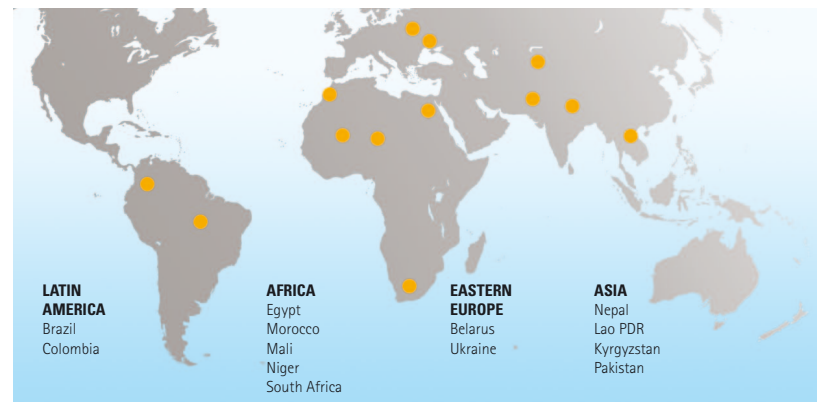 LATIN
AMERICA
Brazil
Colombia
AFRICA
Egypt
Morocco
Mali
Niger
South Africa
EASTERN
EUROPE
Belarus
Ukraine
ASIA
Nepal
Lao PDR
Kyrgyzstan
Pakistan